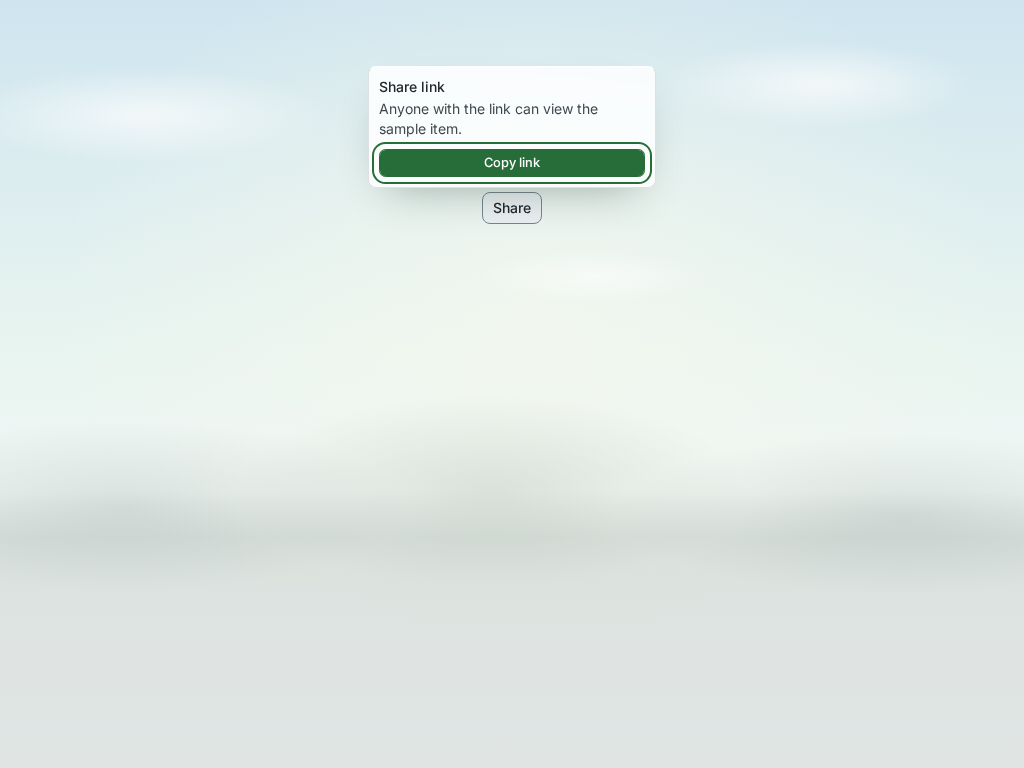 Share link
Anyone with the link can view the
sample item.
Copy link
Share